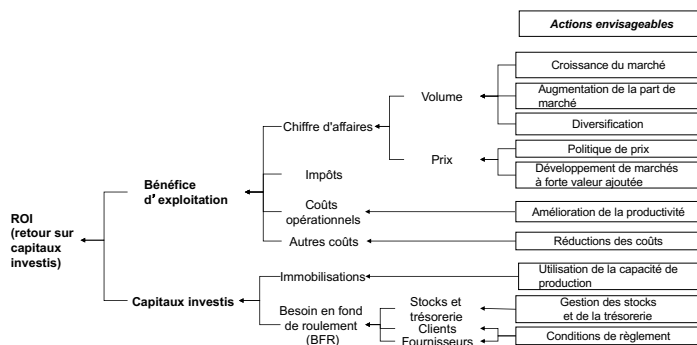 Actions envisageables
Croissance du marché
Volume
Augmentation de la part de
marché
Chiffre d'affaires
Diversification
Prix
Politique de prix
Développement de marchés
à forte valeur ajoutée
Bénéfice
d'exploitation
Impôts
Coûts
opérationnels
Amélioration de la productivité
Autres coûts
Réductions des coûts
ROI
(retour sur
capitaux
investis)
Capitaux investis
Immobilisations
Utilisation de la capacité de
production
Besoin en fond
de roulement
(BFR)
Stocks et
trésorerie
Gestion des stocks
et de la trésorerie
Clients
Fournisseurs
Conditions de règlement